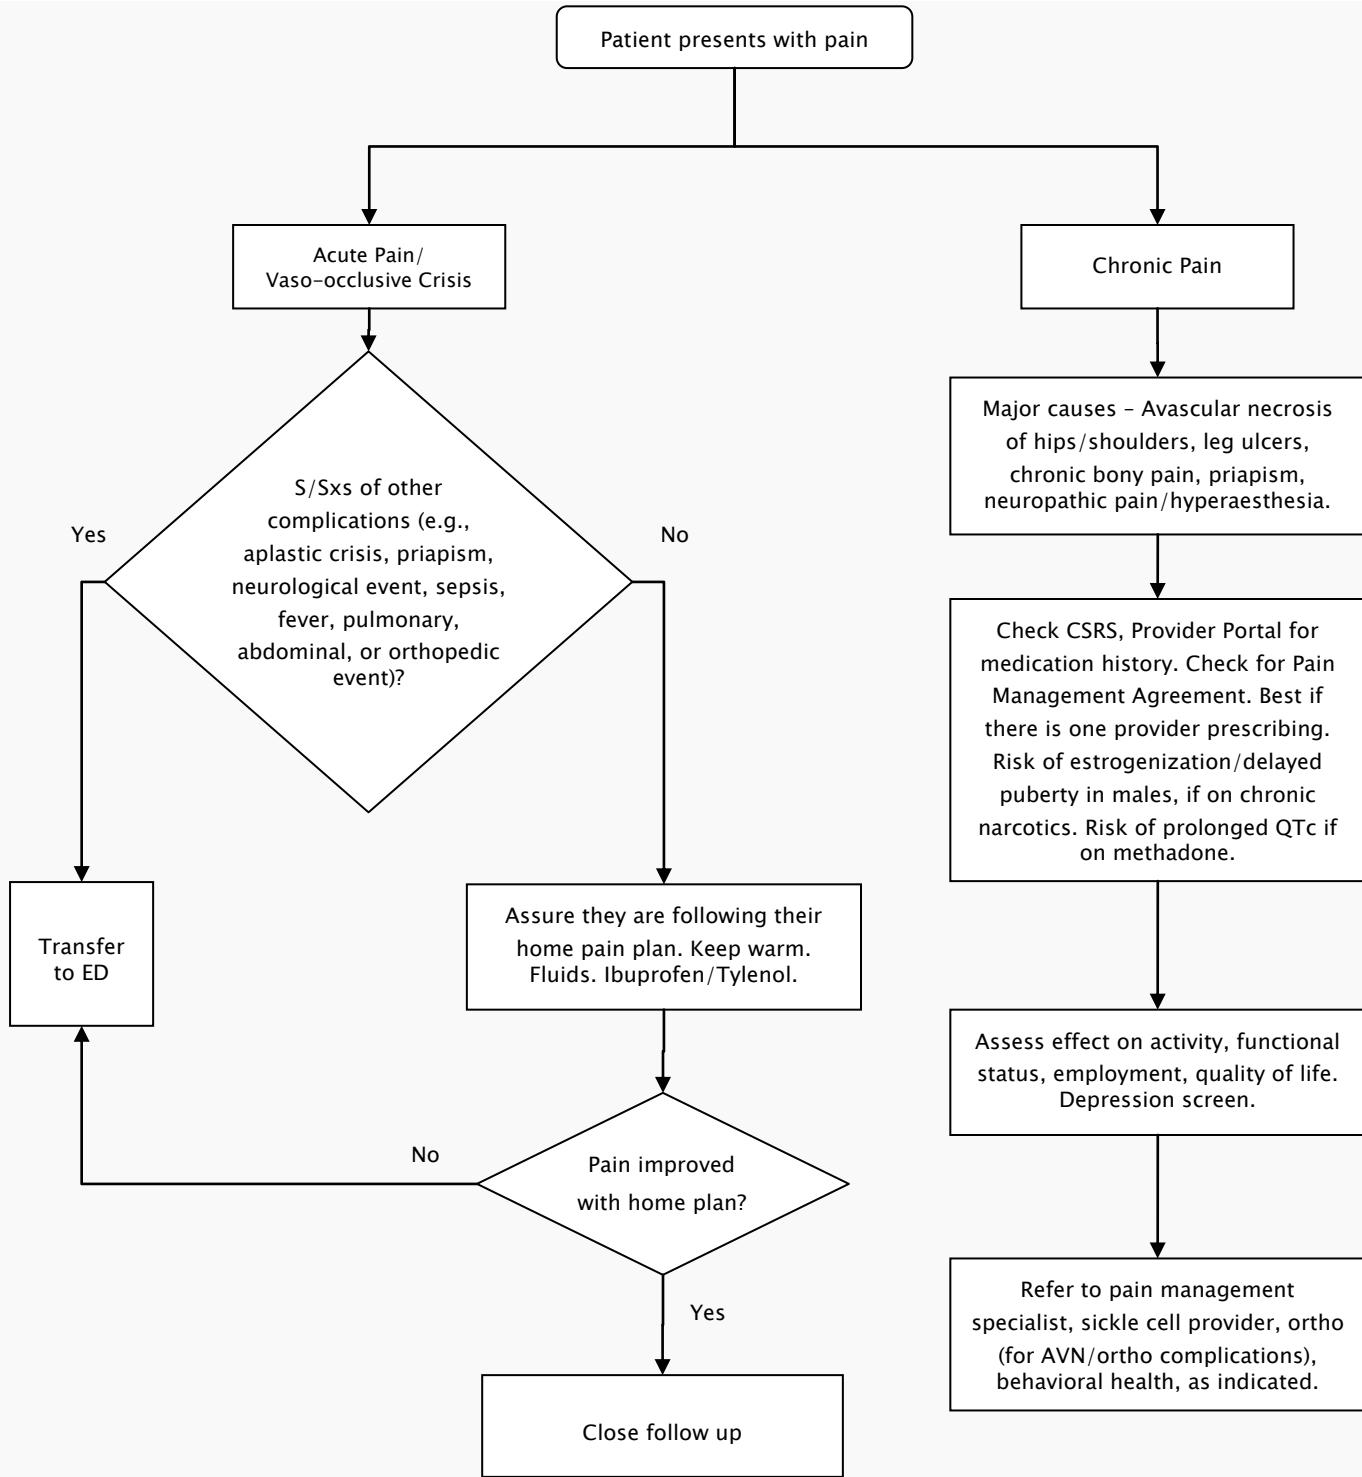 Patient presents with pain
Acute Pain/
Vaso-occlusive Crisis
Chronic Pain
S/Sxs of other
complications (e.g.,
aplastic crisis, priapism,
neurological event, sepsis,
fever, pulmonary,
abdominal, or orthopedic
event)?
Yes
No
Major causes – Avascular necrosis
of hips/shoulders, leg ulcers,
chronic bony pain, priapism,
neuropathic pain/hyperaesthesia.
Check CSRS, Provider Portal for
medication history. Check for Pain
Management Agreement. Best if
there is one provider prescribing.
Risk of estrogenization/delayed
puberty in males, if on chronic
narcotics. Risk of prolonged QTc if
on methadone.
Transfer
to ED
Assure they are following their
home pain plan. Keep warm.
Fluids. Ibuprofen/Tylenol.
Assess effect on activity, functional
status, employment, quality of life.
Depression screen.
No
Pain improved
with home plan?
Yes
Refer to pain management
specialist, sickle cell provider, ortho
(for AVN/ortho complications),
behavioral health, as indicated.
Close follow up